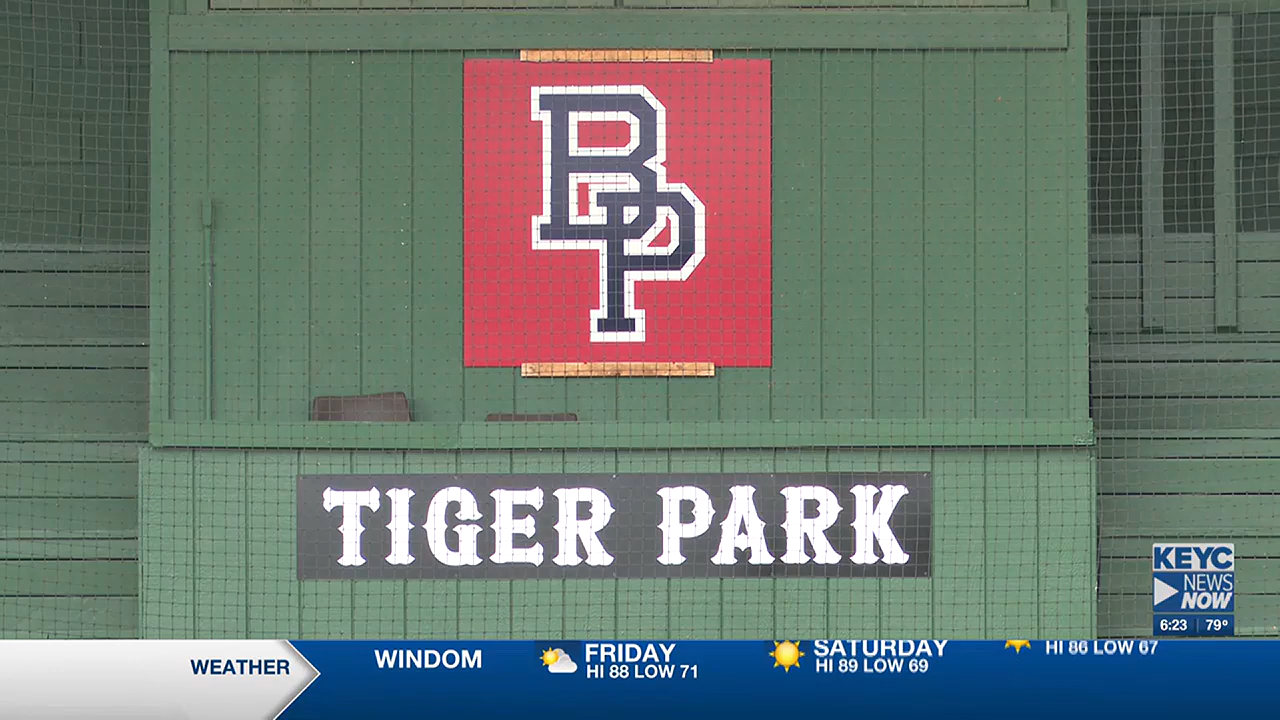 BP
TIGER PARK
KEYC
NEWS
NOW
6:23 79°
WEATHER
WINDOM
FRIDAY
HI 88 LOW 71
SATURDAY
HI 89 LOW 69
HI 86 LOW 67